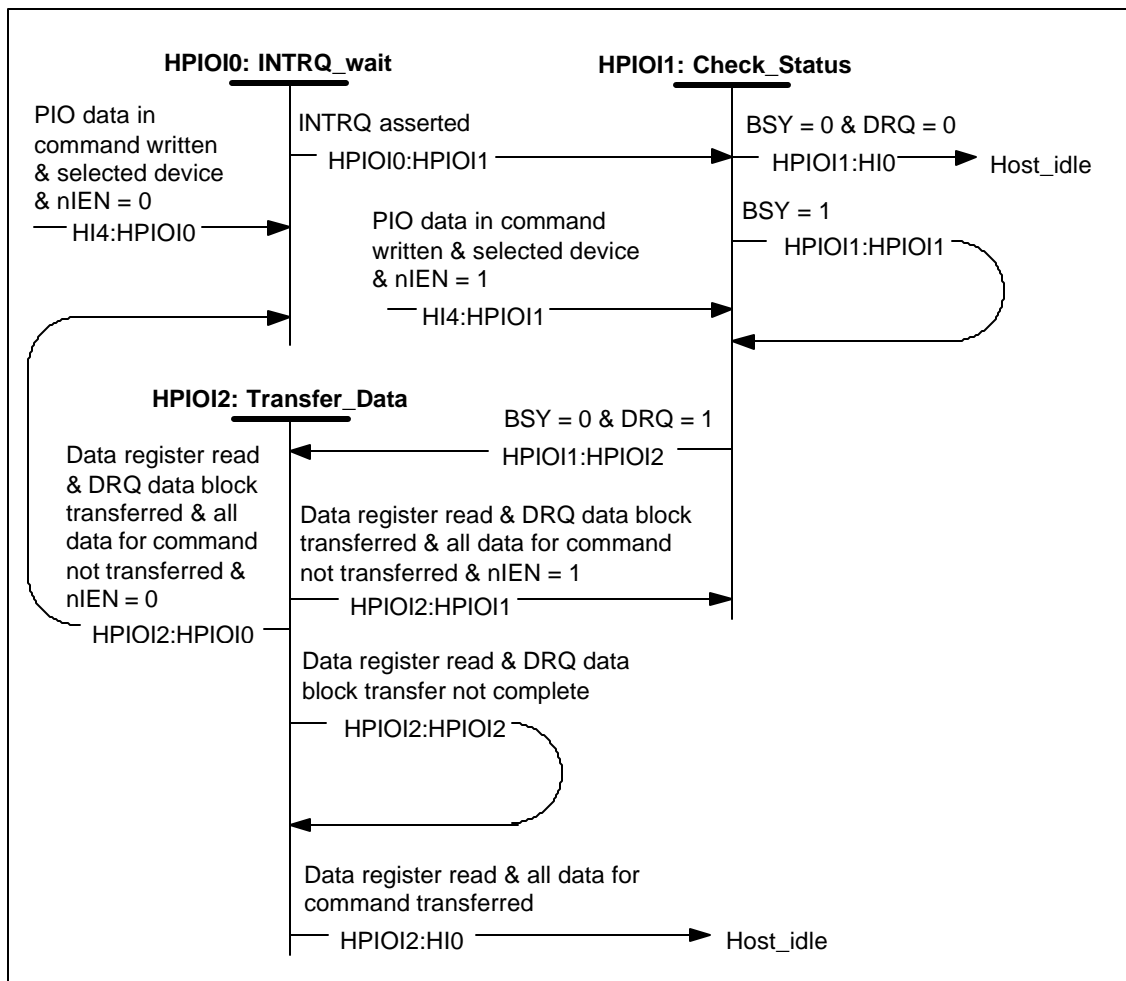 HPIOI0: INTRQ_wait
HPIOI1: Check_Status
PIO data in
command written
& selected device
& nIEN = 0
HI4:HPIOI0
INTRQ asserted
HPIOI0:HPIOI1
BSY = 0 & DRQ = 0
HPIOI1:HI0
Host_idle
PIO data in command
written & selected device
& nIEN = 1
HI4:HPIOI1
BSY = 1
HPIOI1:HPIOI1
HPIOI2: Transfer_Data
BSY = 0 & DRQ = 1
HPIOI1:HPIOI2
Data register read
& DRQ data block
transferred & all
data for command
not transferred &
nIEN = 0
HPIOI2:HPIOI0
Data register read & DRQ data block
transferred & all data for command
not transferred & nIEN = 1
HPIOI2:HPIOI1
Data register read & DRQ data
block transfer not complete
HPIOI2:HPIOI2
Data register read & all data for
command transferred
HPIOI2:HI0
Host_idle